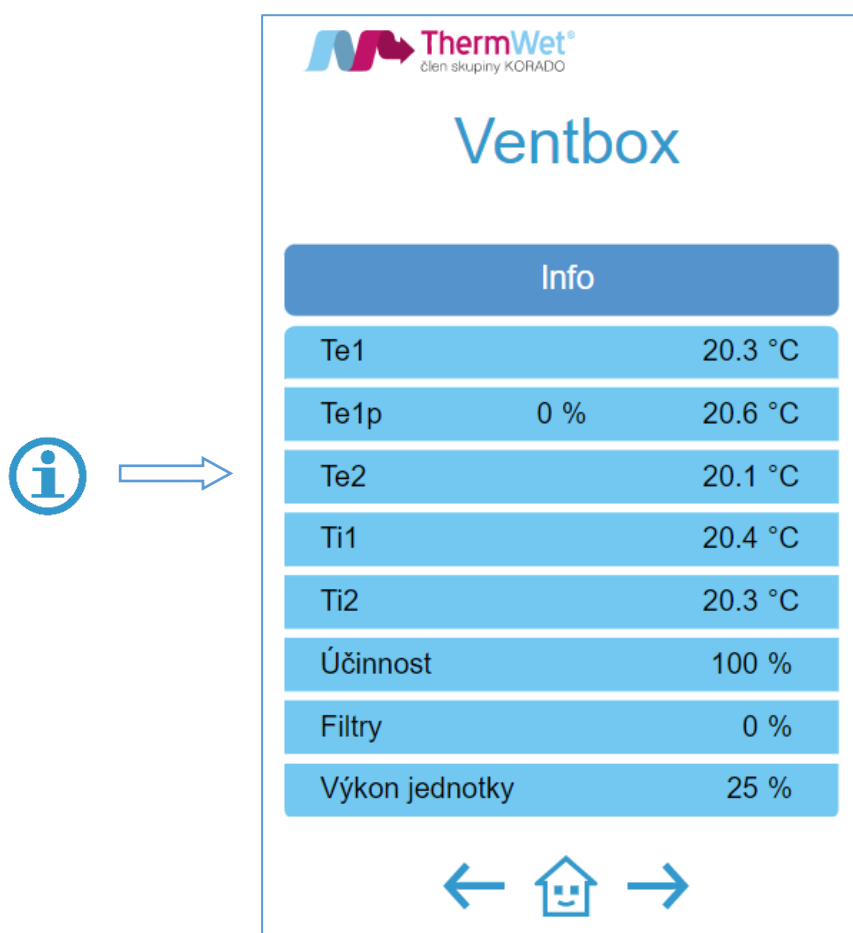 ThermWet®
člen skupiny KORADO
Ventbox
Info
Te1 20.3 °C
Te1p 0 % 20.6 °C
Te2 20.1 °C
Ti1 20.4 °C
Ti2 20.3 °C
Účinnost 100 %
Filtry 0 %
Výkon jednotky 25 %